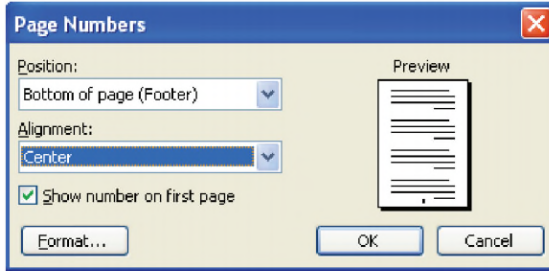 Page Numbers
Position:
Bottom of page (Footer)
Alignment:
Center
Show number on first page
Format...
Preview
OK
Cancel